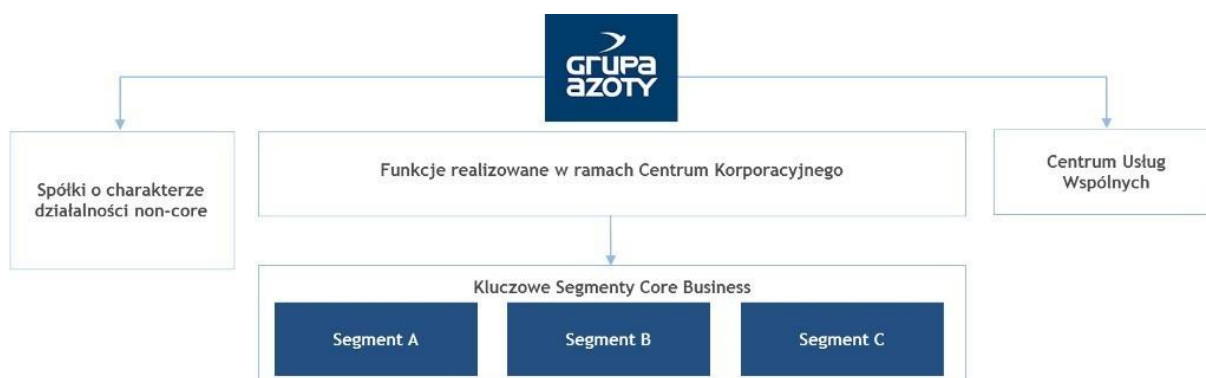 GRUPA
AZOTY
Spółki o charakterze
działalności non-core
Funkcje realizowane w ramach Centrum Korporacyjnego
Centrum Usług
Wspólnych
Kluczowe Segmenty Core Business
Segment A
Segment B
Segment C